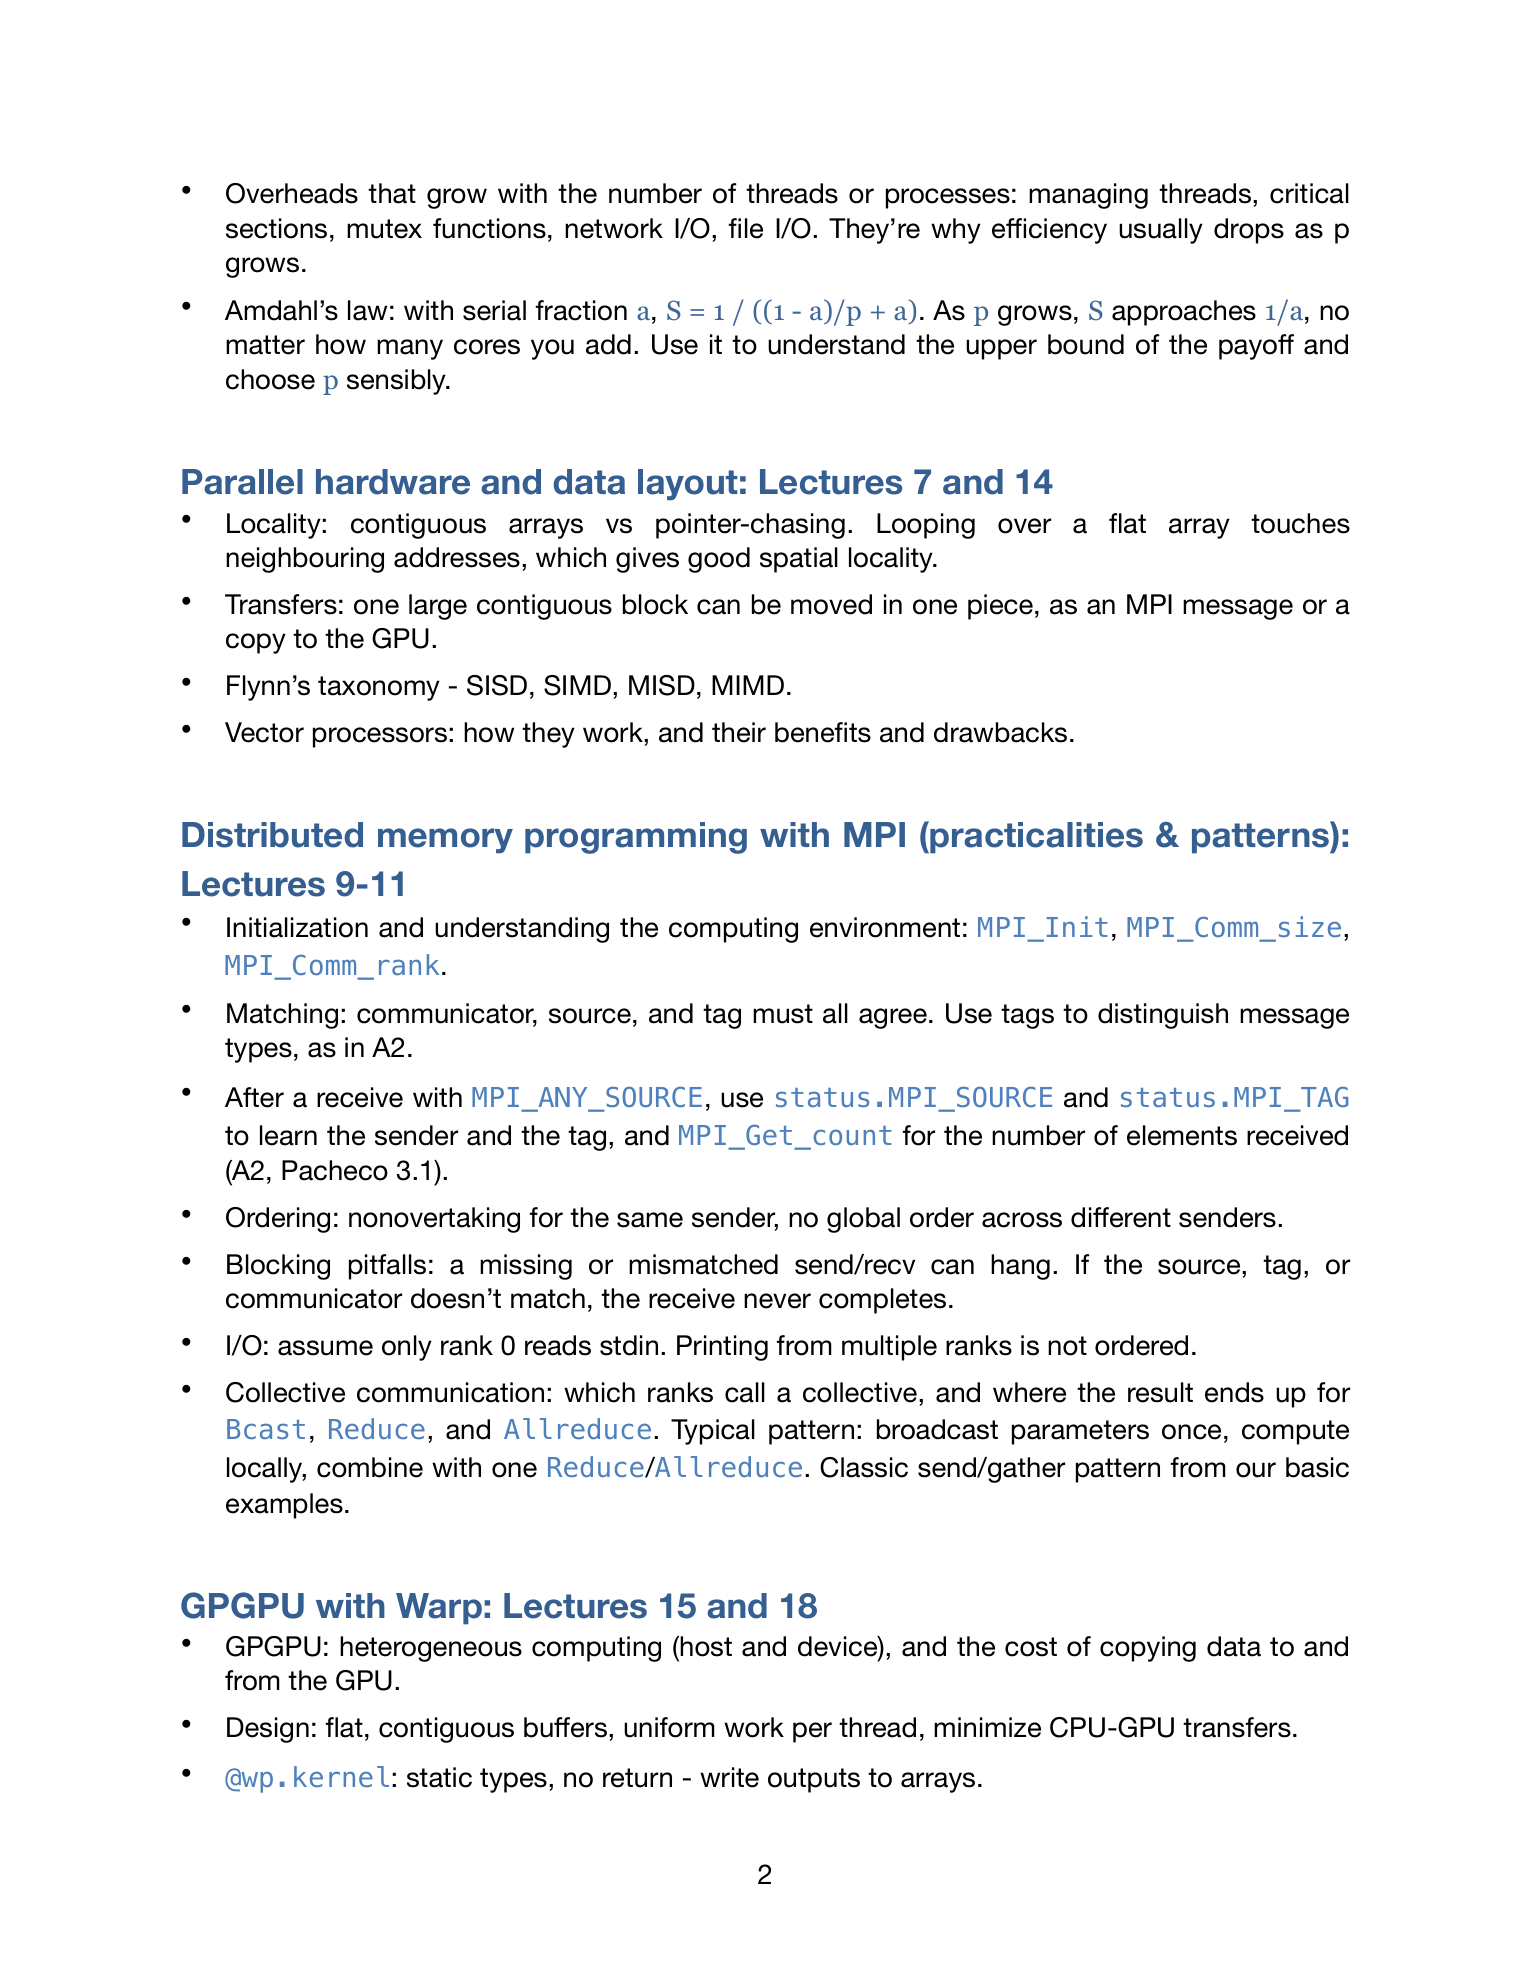 • Overheads that grow with the number of threads or processes: managing threads, critical
sections, mutex functions, network I/O, file I/O. They’re why efficiency usually drops as p
grows.
• Amdahl’s law: with serial fraction a, S = 1 / ((1 - a)/p + a). As p grows, S approaches 1/a, no
matter how many cores you add. Use it to understand the upper bound of the payoff and
choose p sensibly.
Parallel hardware and data layout: Lectures 7 and 14
• Locality: contiguous arrays vs pointer-chasing. Looping over a flat array touches
neighbouring addresses, which gives good spatial locality.
• Transfers: one large contiguous block can be moved in one piece, as an MPI message or a
copy to the GPU.
• Flynn’s taxonomy - SISD, SIMD, MISD, MIMD.
• Vector processors: how they work, and their benefits and drawbacks.
Distributed memory programming with MPI (practicalities & patterns):
Lectures 9-11
• Initialization and understanding the computing environment: MPI_Init, MPI_Comm_size,
MPI_Comm_rank.
• Matching: communicator, source, and tag must all agree. Use tags to distinguish message
types, as in A2.
• After a receive with MPI_ANY_SOURCE, use status.MPI_SOURCE and status.MPI_TAG
to learn the sender and the tag, and MPI_Get_count for the number of elements received
(A2, Pacheco 3.1).
• Ordering: nonovertaking for the same sender, no global order across different senders.
• Blocking pitfalls: a missing or mismatched send/recv can hang. If the source, tag, or
communicator doesn’t match, the receive never completes.
• I/O: assume only rank 0 reads stdin. Printing from multiple ranks is not ordered.
• Collective communication: which ranks call a collective, and where the result ends up for
Bcast, Reduce, and Allreduce. Typical pattern: broadcast parameters once, compute
locally, combine with one Reduce/Allreduce. Classic send/gather pattern from our basic
examples.
GPGPU with Warp: Lectures 15 and 18
• GPGPU: heterogeneous computing (host and device), and the cost of copying data to and
from the GPU.
• Design: flat, contiguous buffers, uniform work per thread, minimize CPU-GPU transfers.
• @wp.kernel: static types, no return - write outputs to arrays.
2